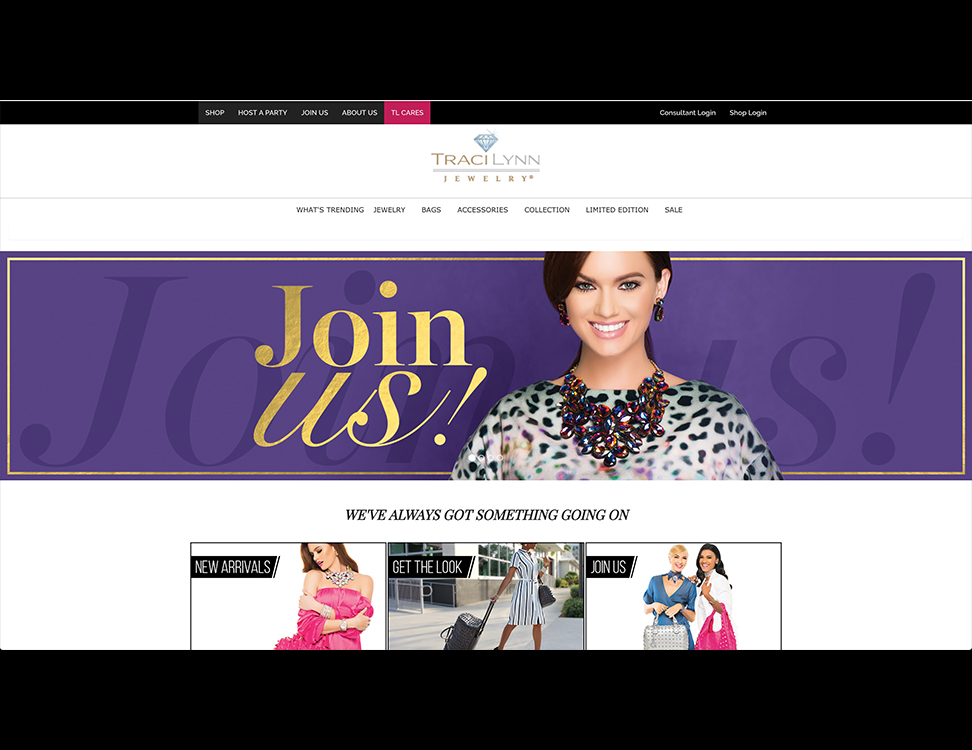 SHOP HOST A PARTY JOIN US ABOUT US TL CARES Consultant Login Shop Login
TRACI LYNN
JEWELRY®
WHAT'S TRENDING JEWELRY BAGS ACCESSORIES COLLECTION LIMITED EDITION SALE
Join us!
Join
us!
WE'VE ALWAYS GOT SOMETHING GOING ON
NEW ARRIVALS GET THE LOOK JOIN US